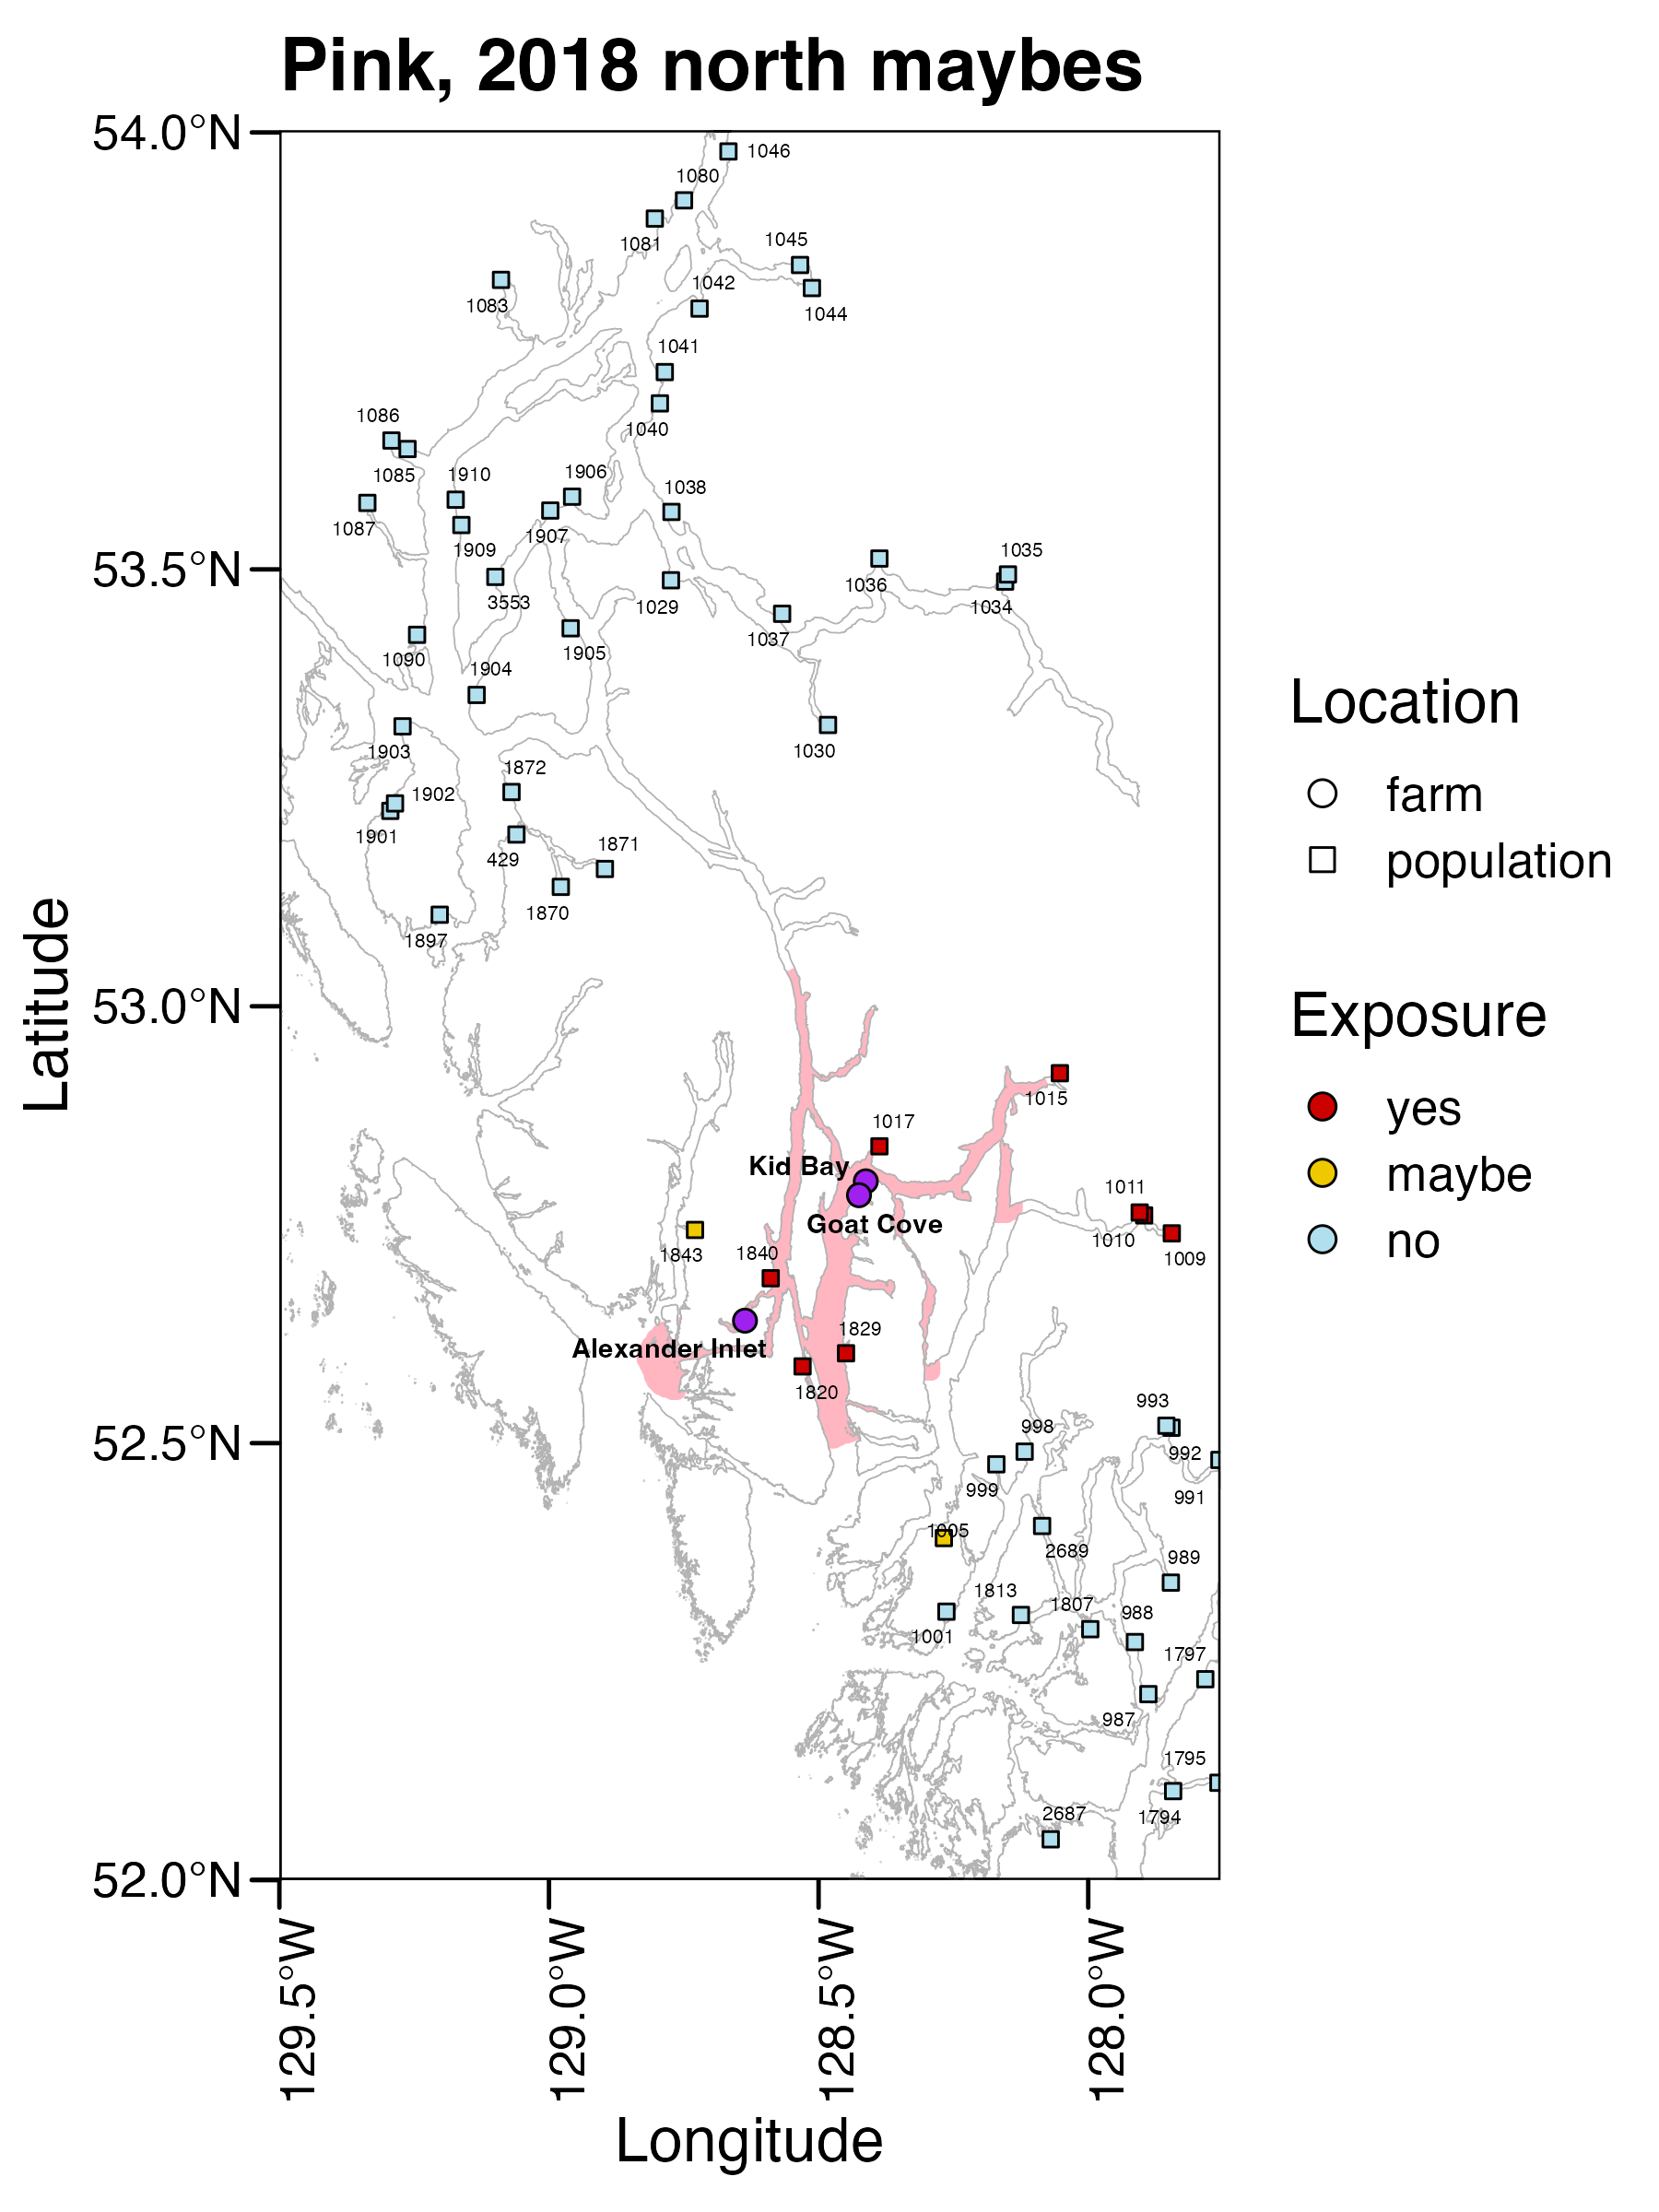 Pink, 2018 north maybes
54.0°N
53.5°N
53.0°N
52.5°N
52.0°N
Latitude
129.5°W
129.0°W
128.5°W
128.0°W
Longitude
1046
1080
1081
1045
1083
1042
1044
1041
1086
1040
1085
1910
1906
1038
1087
1907
1909
1035
1036
3553
1029
1034
1037
1090
1905
1904
1903
1030
1872
1902
1901
1871
429
1870
1897
1015
1017
Kid Bay
1011
Goat Cove
1010
1843
1840
1009
1829
Alexander Inlet
1820
993
998
992
999
991
1005
2689
989
1813
1807
988
1001
1797
987
1795
2687
1794
Location
farm
population
Exposure
yes
maybe
no